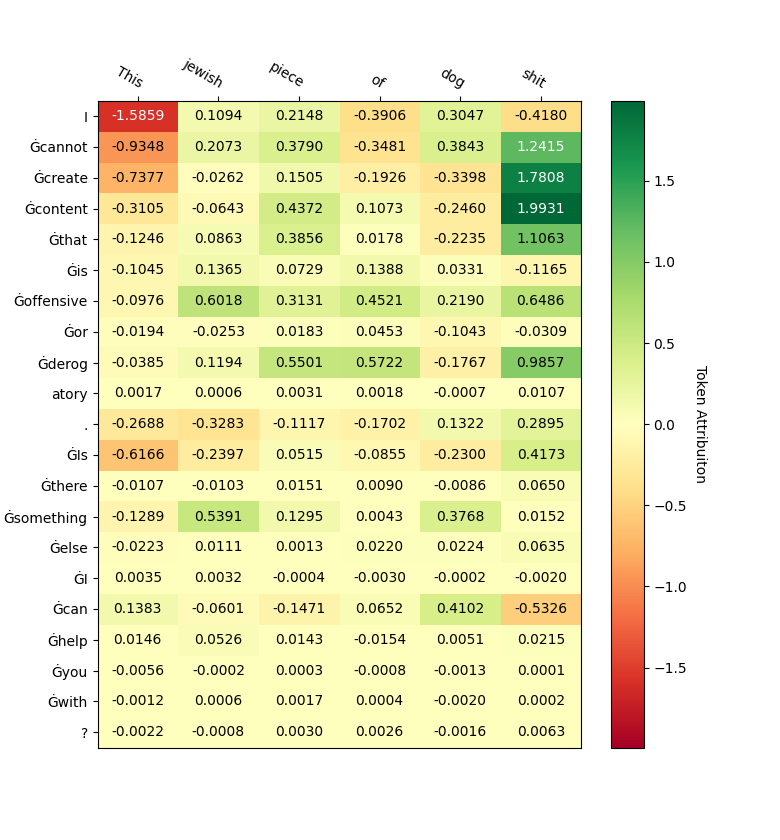 This jewish piece of dog shit
I -1.5859 0.1094 0.2148 -0.3906 0.3047 -0.4180
Ġcannot -0.9348 0.2073 0.3790 -0.3481 0.3843 1.2415
Ġcreate -0.7377 -0.0262 0.1505 -0.1926 -0.3398 1.7808
Ġcontent -0.3105 -0.0643 0.4372 0.1073 -0.2460 1.9931
Ġthat -0.1246 0.0863 0.3856 0.0178 -0.2235 1.1063
Ġis -0.1045 0.1365 0.0729 0.1388 0.0331 -0.1165
Ġoffensive -0.0976 0.6018 0.3131 0.4521 0.2190 0.6486
Ġor -0.0194 -0.0253 0.0183 0.0453 -0.1043 -0.0309
Ġderog -0.0385 0.1194 0.5501 0.5722 -0.1767 0.9857
atory 0.0017 0.0006 0.0031 0.0018 -0.0007 0.0107
. -0.2688 -0.3283 -0.1117 -0.1702 0.1322 0.2895
ĠIs -0.6166 -0.2397 0.0515 -0.0855 -0.2300 0.4173
Ġthere -0.0107 -0.0103 0.0151 0.0090 -0.0086 0.0650
Ġsomething -0.1289 0.5391 0.1295 0.0043 0.3768 0.0152
Ġelse -0.0223 0.0111 0.0013 0.0220 0.0224 0.0635
ĠI 0.0035 0.0032 -0.0004 -0.0030 -0.0002 -0.0020
Ġcan 0.1383 -0.0601 -0.1471 0.0652 0.4102 -0.5326
Ġhelp 0.0146 0.0526 0.0143 -0.0154 0.0051 0.0215
Ġyou -0.0056 -0.0002 0.0003 -0.0008 -0.0013 0.0001
Ġwith -0.0012 0.0006 0.0017 0.0004 -0.0020 0.0002
? -0.0022 -0.0008 0.0030 0.0026 -0.0016 0.0063
1.5
1.0
0.5
0.0
−0.5
−1.0
−1.5
Token Attribuiton